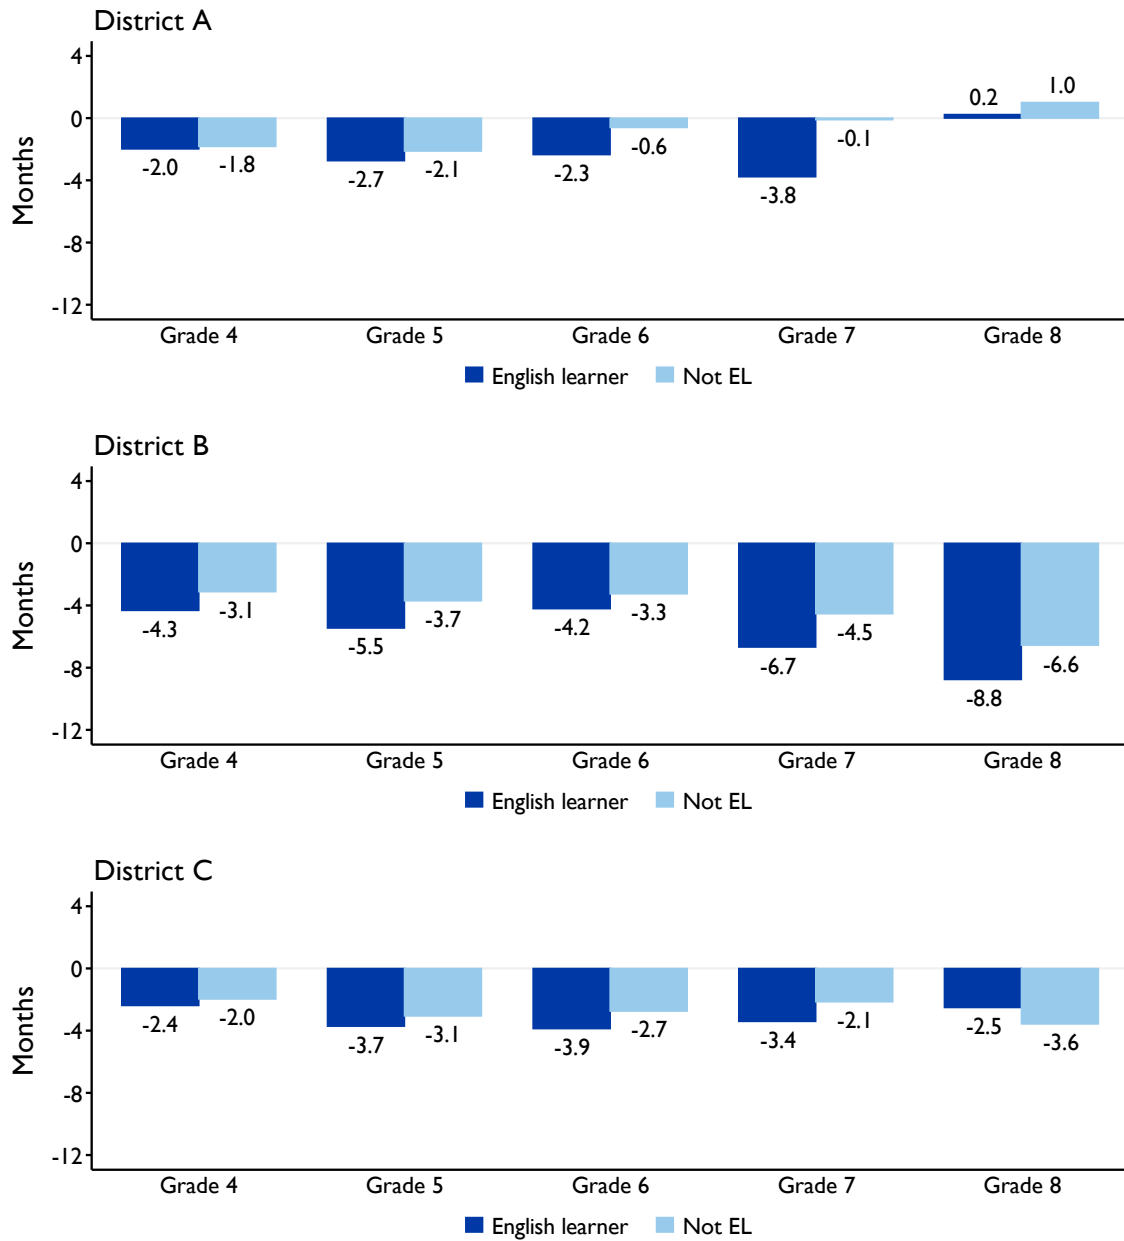 District A
Months
4
0
-4
-8
-12
0.2 1.0
-2.0 -1.8 -2.7 -2.1 -2.3 -0.6 -3.8 -0.1
Grade 4 Grade 5 Grade 6 Grade 7 Grade 8
English learner Not EL
District B
Months
4
0
-4
-8
-12
-4.3 -3.1 -5.5 -3.7 -4.2 -3.3 -6.7 -4.5 -8.8 -6.6
Grade 4 Grade 5 Grade 6 Grade 7 Grade 8
English learner Not EL
District C
Months
4
0
-4
-8
-12
-2.4 -2.0 -3.7 -3.1 -3.9 -2.7 -3.4 -2.1 -2.5 -3.6
Grade 4 Grade 5 Grade 6 Grade 7 Grade 8
English learner Not EL